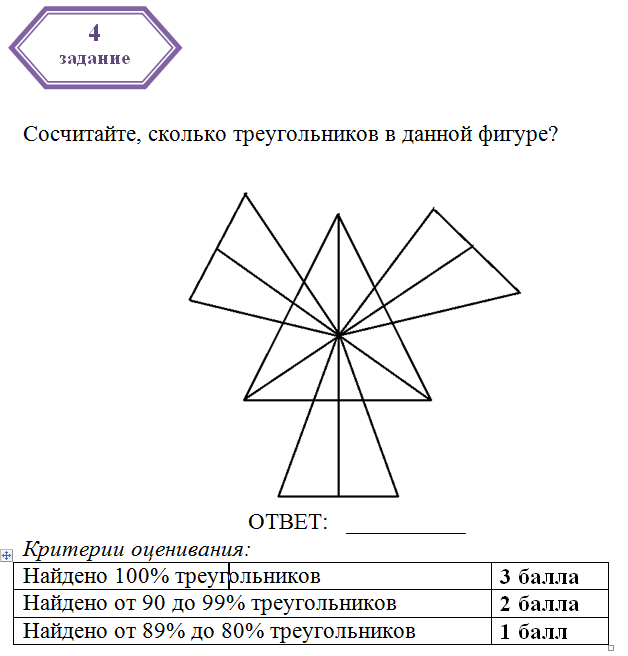 4
задание
Сосчитайте, сколько треугольников в данной фигуре?
ОТВЕТ: ___________
Критерии оценивания:
Найдено 100% треугольников 3 балла
Найдено от 90 до 99% треугольников 2 балла
Найдено от 89% до 80% треугольников 1 балл